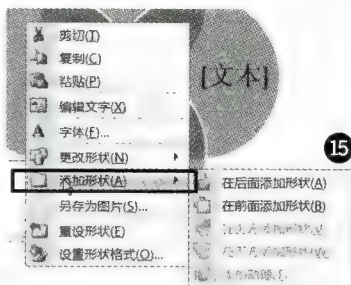 剪切(T)
复制(C)
粘贴(P)
[文本]
编辑文字(X)
字体(F)...
更改形状(N)
添加形状(A)
另存为图片(S)...
重设形状(E)
设置形状格式(O)...
15
在后面添加形状(A)
在前面添加形状(B)